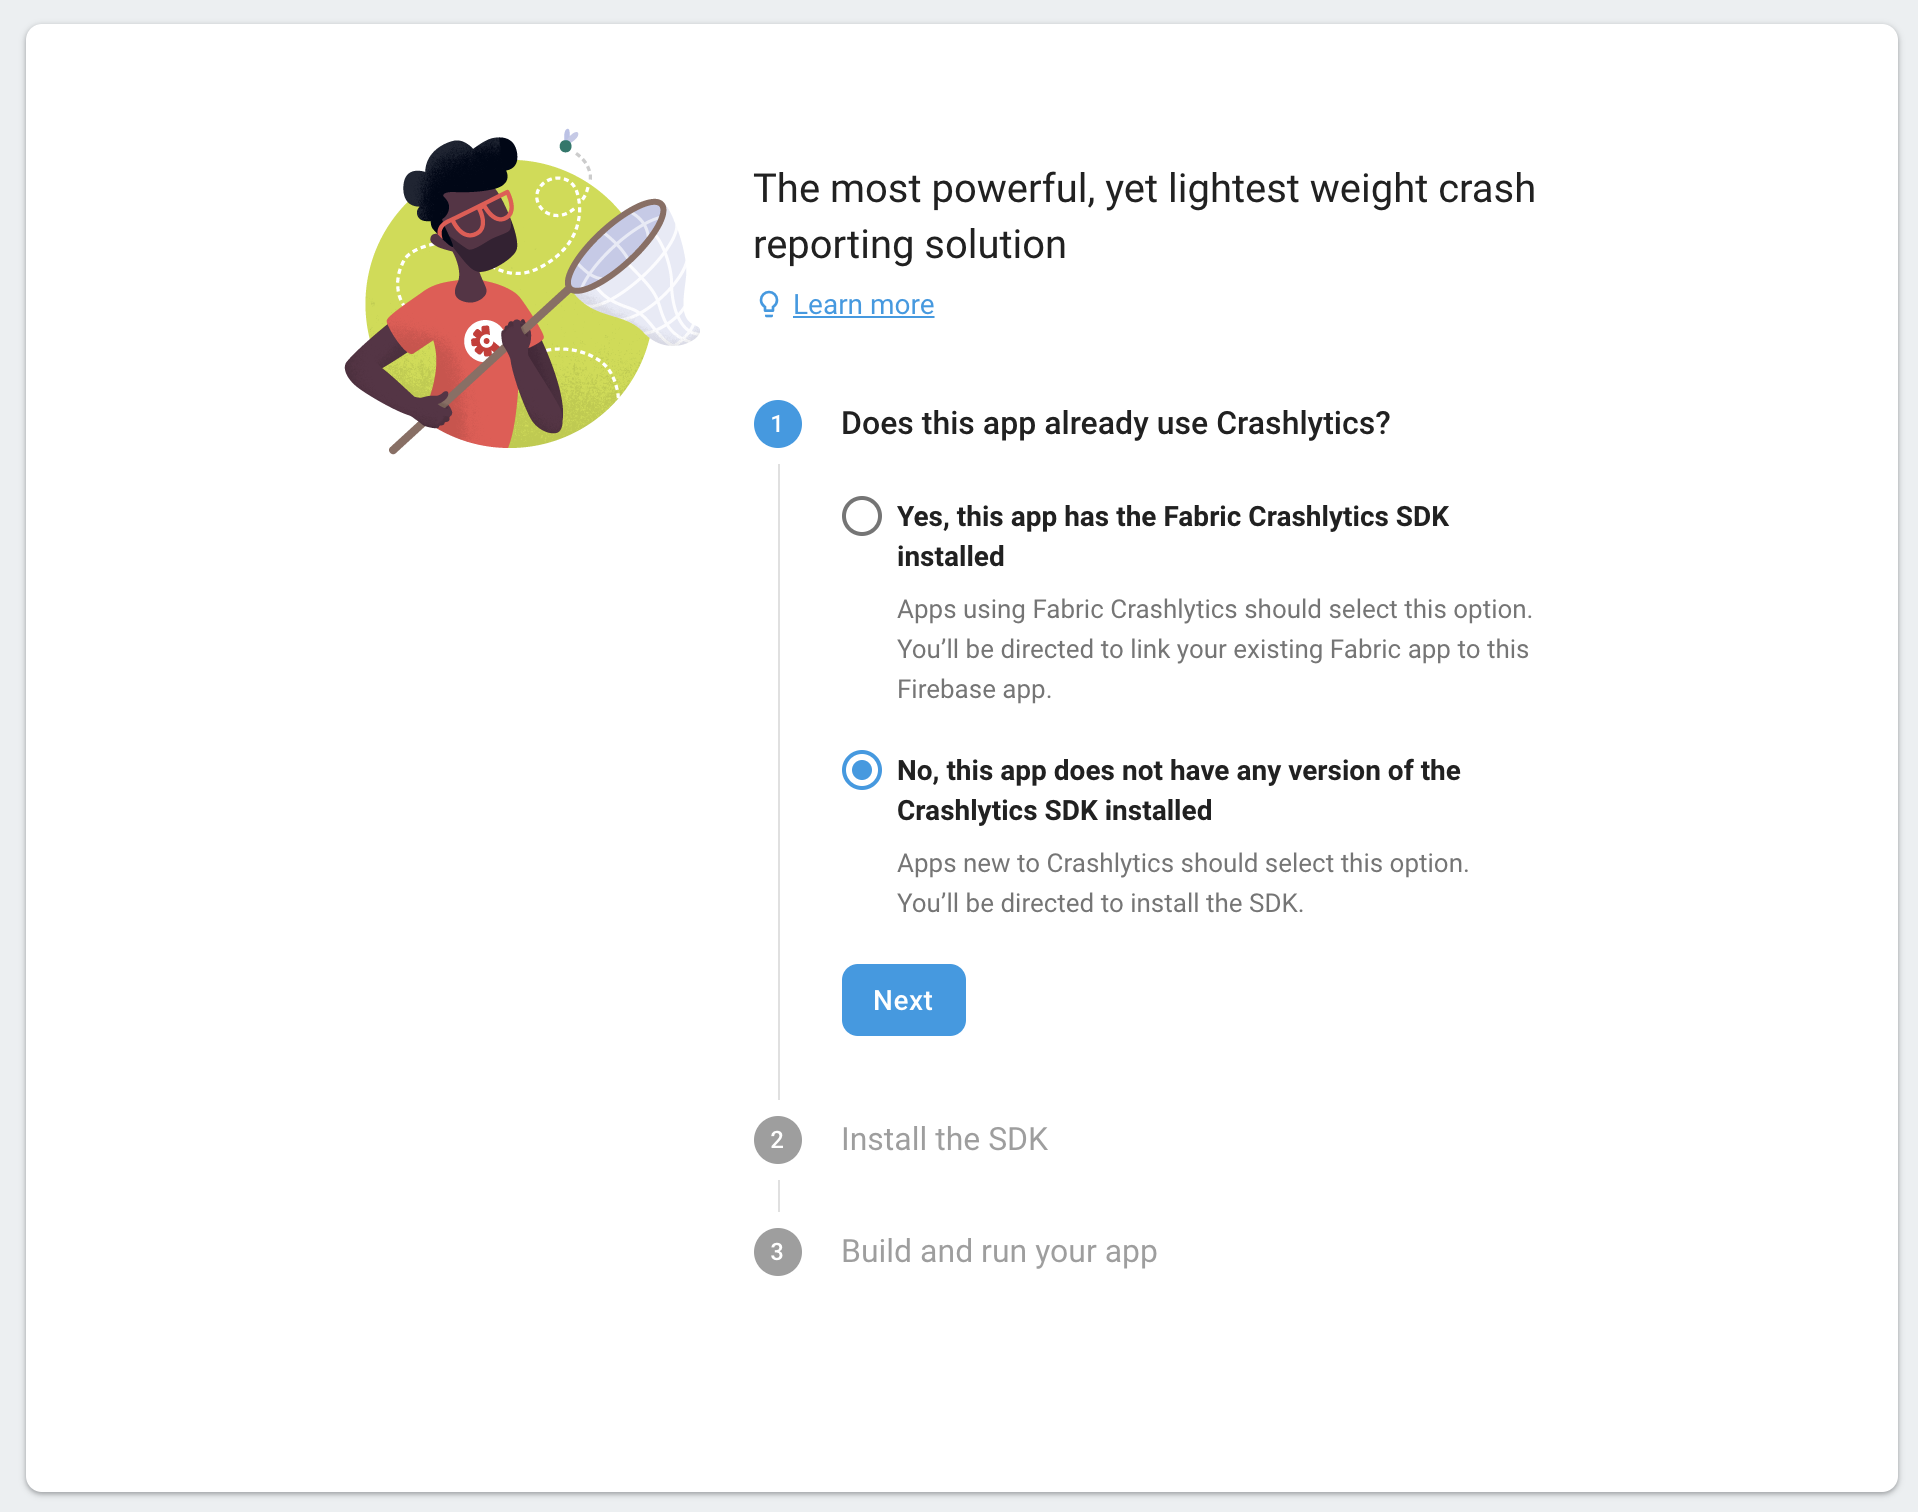 The most powerful, yet lightest weight crash
reporting solution
Learn more
1
Does this app already use Crashlytics?
Yes, this app has the Fabric Crashlytics SDK
installed
Apps using Fabric Crashlytics should select this option.
You’ll be directed to link your existing Fabric app to this
Firebase app.
No, this app does not have any version of the
Crashlytics SDK installed
Apps new to Crashlytics should select this option.
You’ll be directed to install the SDK.
Next
2
Install the SDK
3
Build and run your app